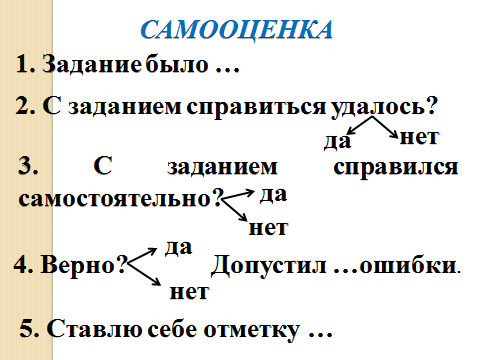 САМООЦЕНКА
1. Задание было …
2. С заданием справиться удалось?
да нет
3. С заданием справился
самостоятельно? да
нет
да
4. Верно? Допустил …ошибки.
нет
5. Ставлю себе отметку …